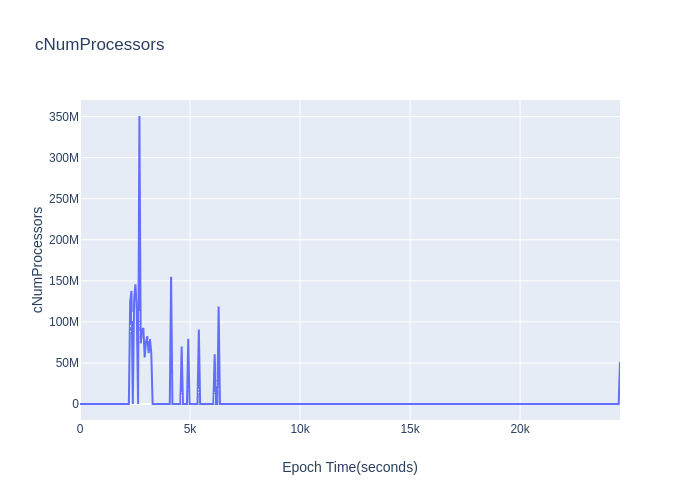 cNumProcessors
350M
300M
250M
200M
150M
100M
50M
0
cNumProcessors
0
5k
10k
15k
20k
Epoch Time(seconds)